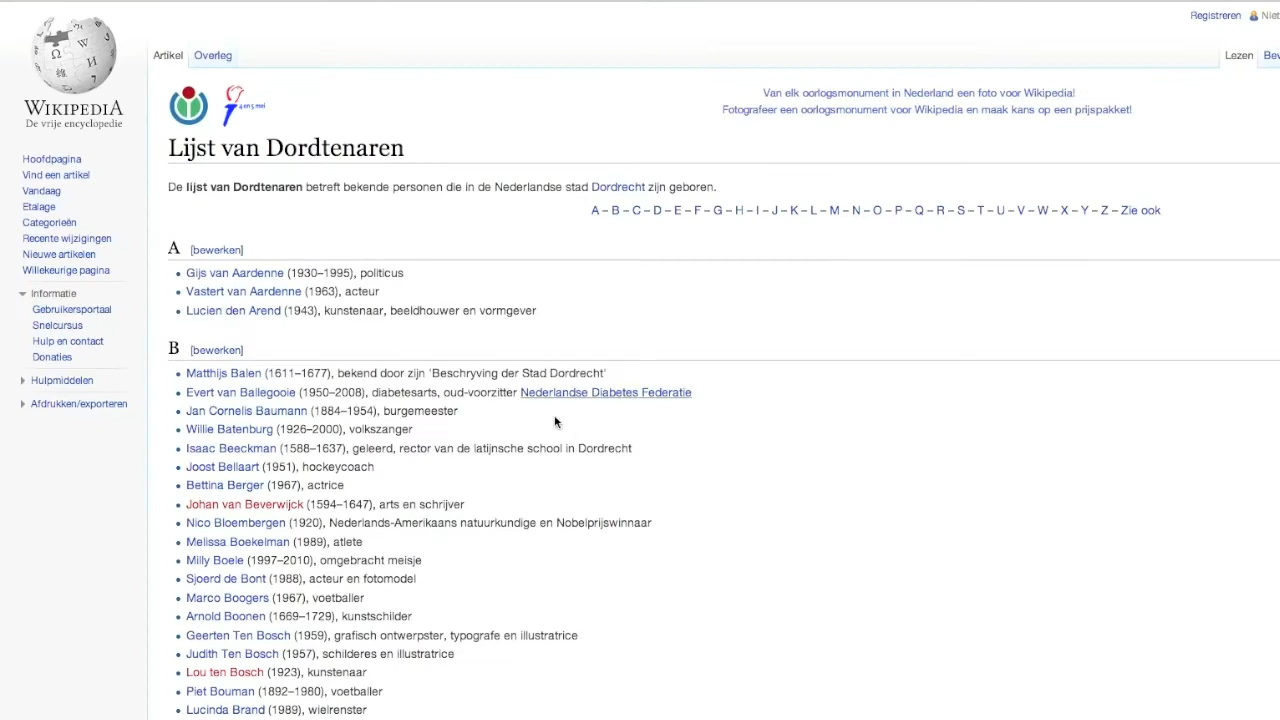 Registreren Niet
WIKIPEDIA
De vrije encyclopedie
Artikel Overleg Lezen Bev
4 en 5 mei
Van elk oorlogsmonument in Nederland een foto voor Wikipedia!
Fotografeer een oorlogsmonument voor Wikipedia en maak kans op een prijspakket!
Hoofdpagina
Vind een artikel
Vandaag
Etalage
Categorieën
Recente wijzigingen
Nieuwe artikelen
Willekeurige pagina
Informatie
Gebruikersportaal
Snelcursus
Hulp en contact
Donaties
Hulpmiddelen
Afdrukken/exporteren
Lijst van Dordtenaren
De lijst van Dordtenaren betreft bekende personen die in de Nederlandse stad Dordrecht zijn geboren.
A – B – C – D – E – F – G – H – I – J – K – L – M – N – O – P – Q – R – S – T – U – V – W – X – Y – Z – Zie ook
A [bewerken]
Gijs van Aardenne (1930–1995), politicus
Vastert van Aardenne (1963), acteur
Lucien den Arend (1943), kunstenaar, beeldhouwer en vormgever
B [bewerken]
Matthijs Balen (1611–1677), bekend door zijn 'Beschryving der Stad Dordrecht'
Evert van Ballegooie (1950–2008), diabetesarts, oud-voorzitter Nederlandse Diabetes Federatie
Jan Cornelis Baumann (1884–1954), burgemeester
Willie Batenburg (1926–2000), volkszanger
Isaac Beeckman (1588–1637), geleerd, rector van de latijnsche school in Dordrecht
Joost Bellaart (1951), hockeycoach
Bettina Berger (1967), actrice
Johan van Beverwijck (1594–1647), arts en schrijver
Nico Bloembergen (1920), Nederlands-Amerikaans natuurkundige en Nobelprijswinnaar
Melissa Boekelman (1989), atlete
Milly Boele (1997–2010), omgebracht meisje
Sjoerd de Bont (1988), acteur en fotomodel
Marco Boogers (1967), voetballer
Arnold Boonen (1669–1729), kunstschilder
Geerten Ten Bosch (1959), grafisch ontwerpster, typografe en illustratrice
Judith Ten Bosch (1957), schilderes en illustratrice
Lou ten Bosch (1923), kunstenaar
Piet Bouman (1892–1980), voetballer
Lucinda Brand (1989), wielrenster